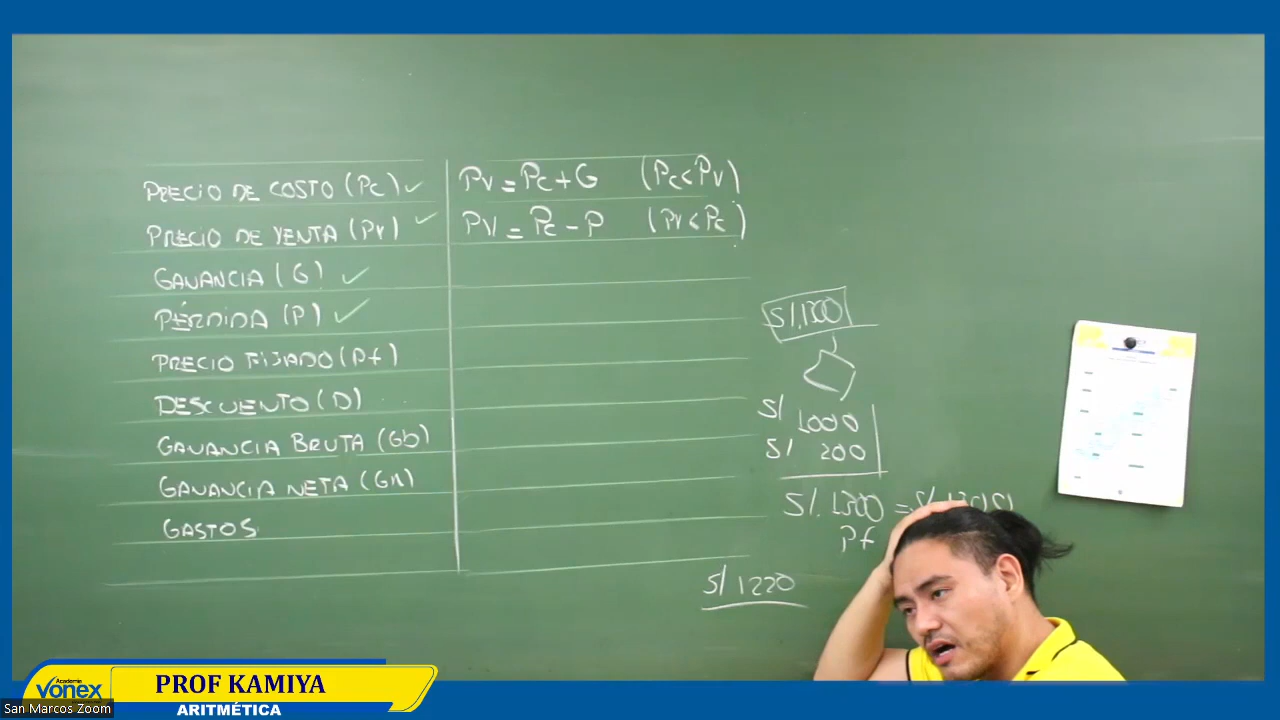 PRECIO DE COSTO (Pc) ✓
PRECIO DE VENTA (Pv) ✓
GANANCIA (G) ✓
PÉRDIDA (P) ✓
PRECIO FIJADO (Pf)
DESCUENTO (D)
GANANCIA BRUTA (Gb)
GANANCIA NETA (Gn)
GASTOS
Pv = Pc + G (Pc < Pv)
Pv = Pc - P (Pv < Pc)
S/ 1000
S/ 200
Pf
S/ 1220
Academia
vonex
PROF KAMIYA
ARITMÉTICA
San Marcos Zoom